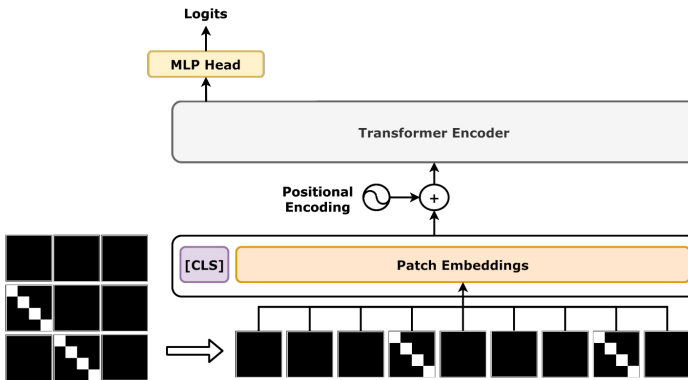 Logits
MLP Head
Transformer Encoder
Positional
Encoding
+
[CLS]
Patch Embeddings